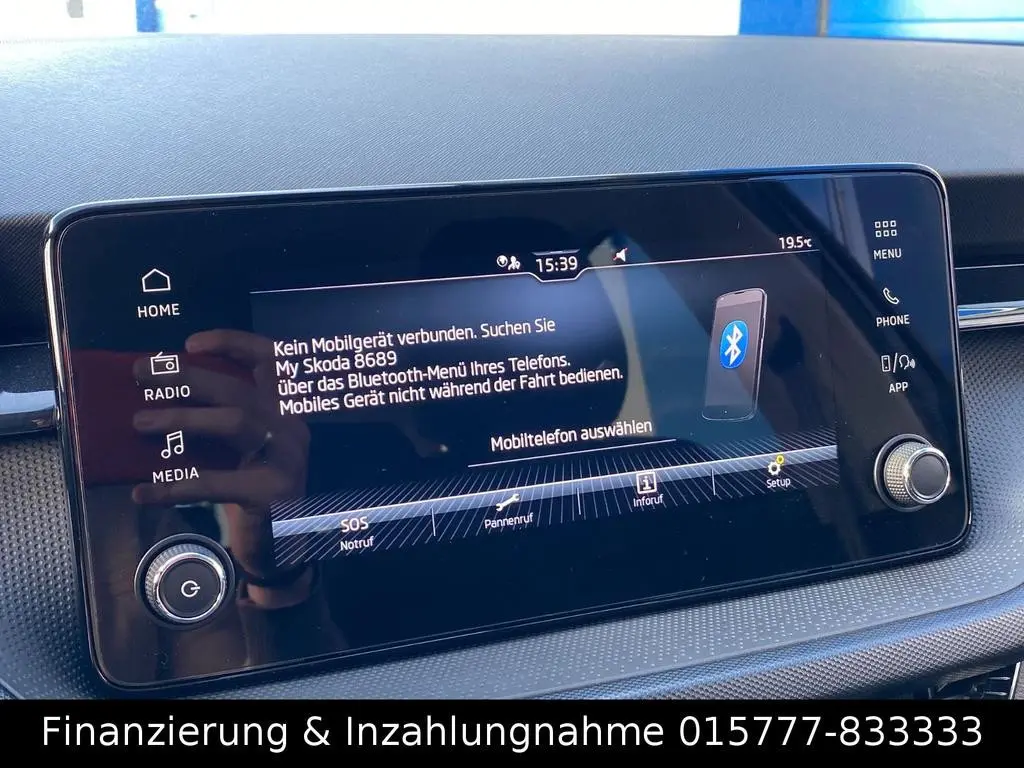 15:39
19.5°C
HOME
RADIO
MEDIA
Kein Mobilgerät verbunden. Suchen Sie
My Skoda 8689
über das Bluetooth-Menü Ihres Telefons.
Mobiles Gerät nicht während der Fahrt bedienen.
Mobiltelefon auswählen
SOS
Notruf
Pannenruf
i
Inforuf
Setup
MENU
PHONE
APP
Finanzierung & Inzahlungnahme 015777-833333